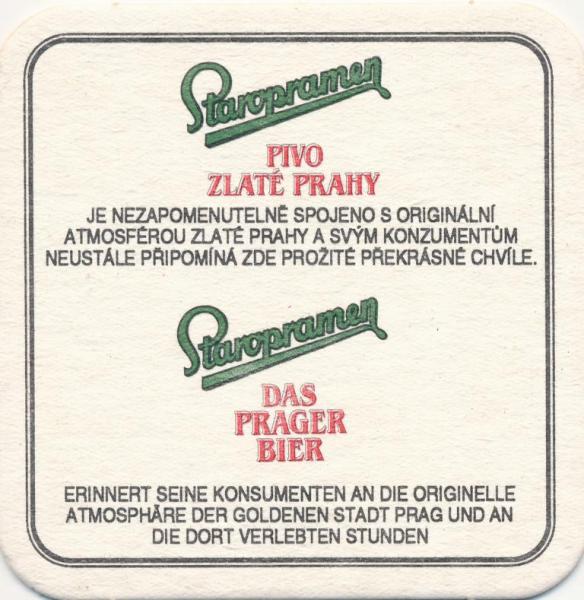 Staropramen
PIVO
ZLATÉ PRAHY
JE NEZAPOMENUTELNĚ SPOJENO S ORIGINÁLNÍ
ATMOSFÉROU ZLATÉ PRAHY A SVÝM KONZUMENTŮM
NEUSTÁLE PŘIPOMÍNÁ ZDE PROŽITÉ PŘEKRÁSNÉ CHVÍLE.
Staropramen
DAS
PRAGER
BIER
ERINNERT SEINE KONSUMENTEN AN DIE ORIGINELLE
ATMOSPHÄRE DER GOLDENEN STADT PRAG UND AN
DIE DORT VERLEBTEN STUNDEN